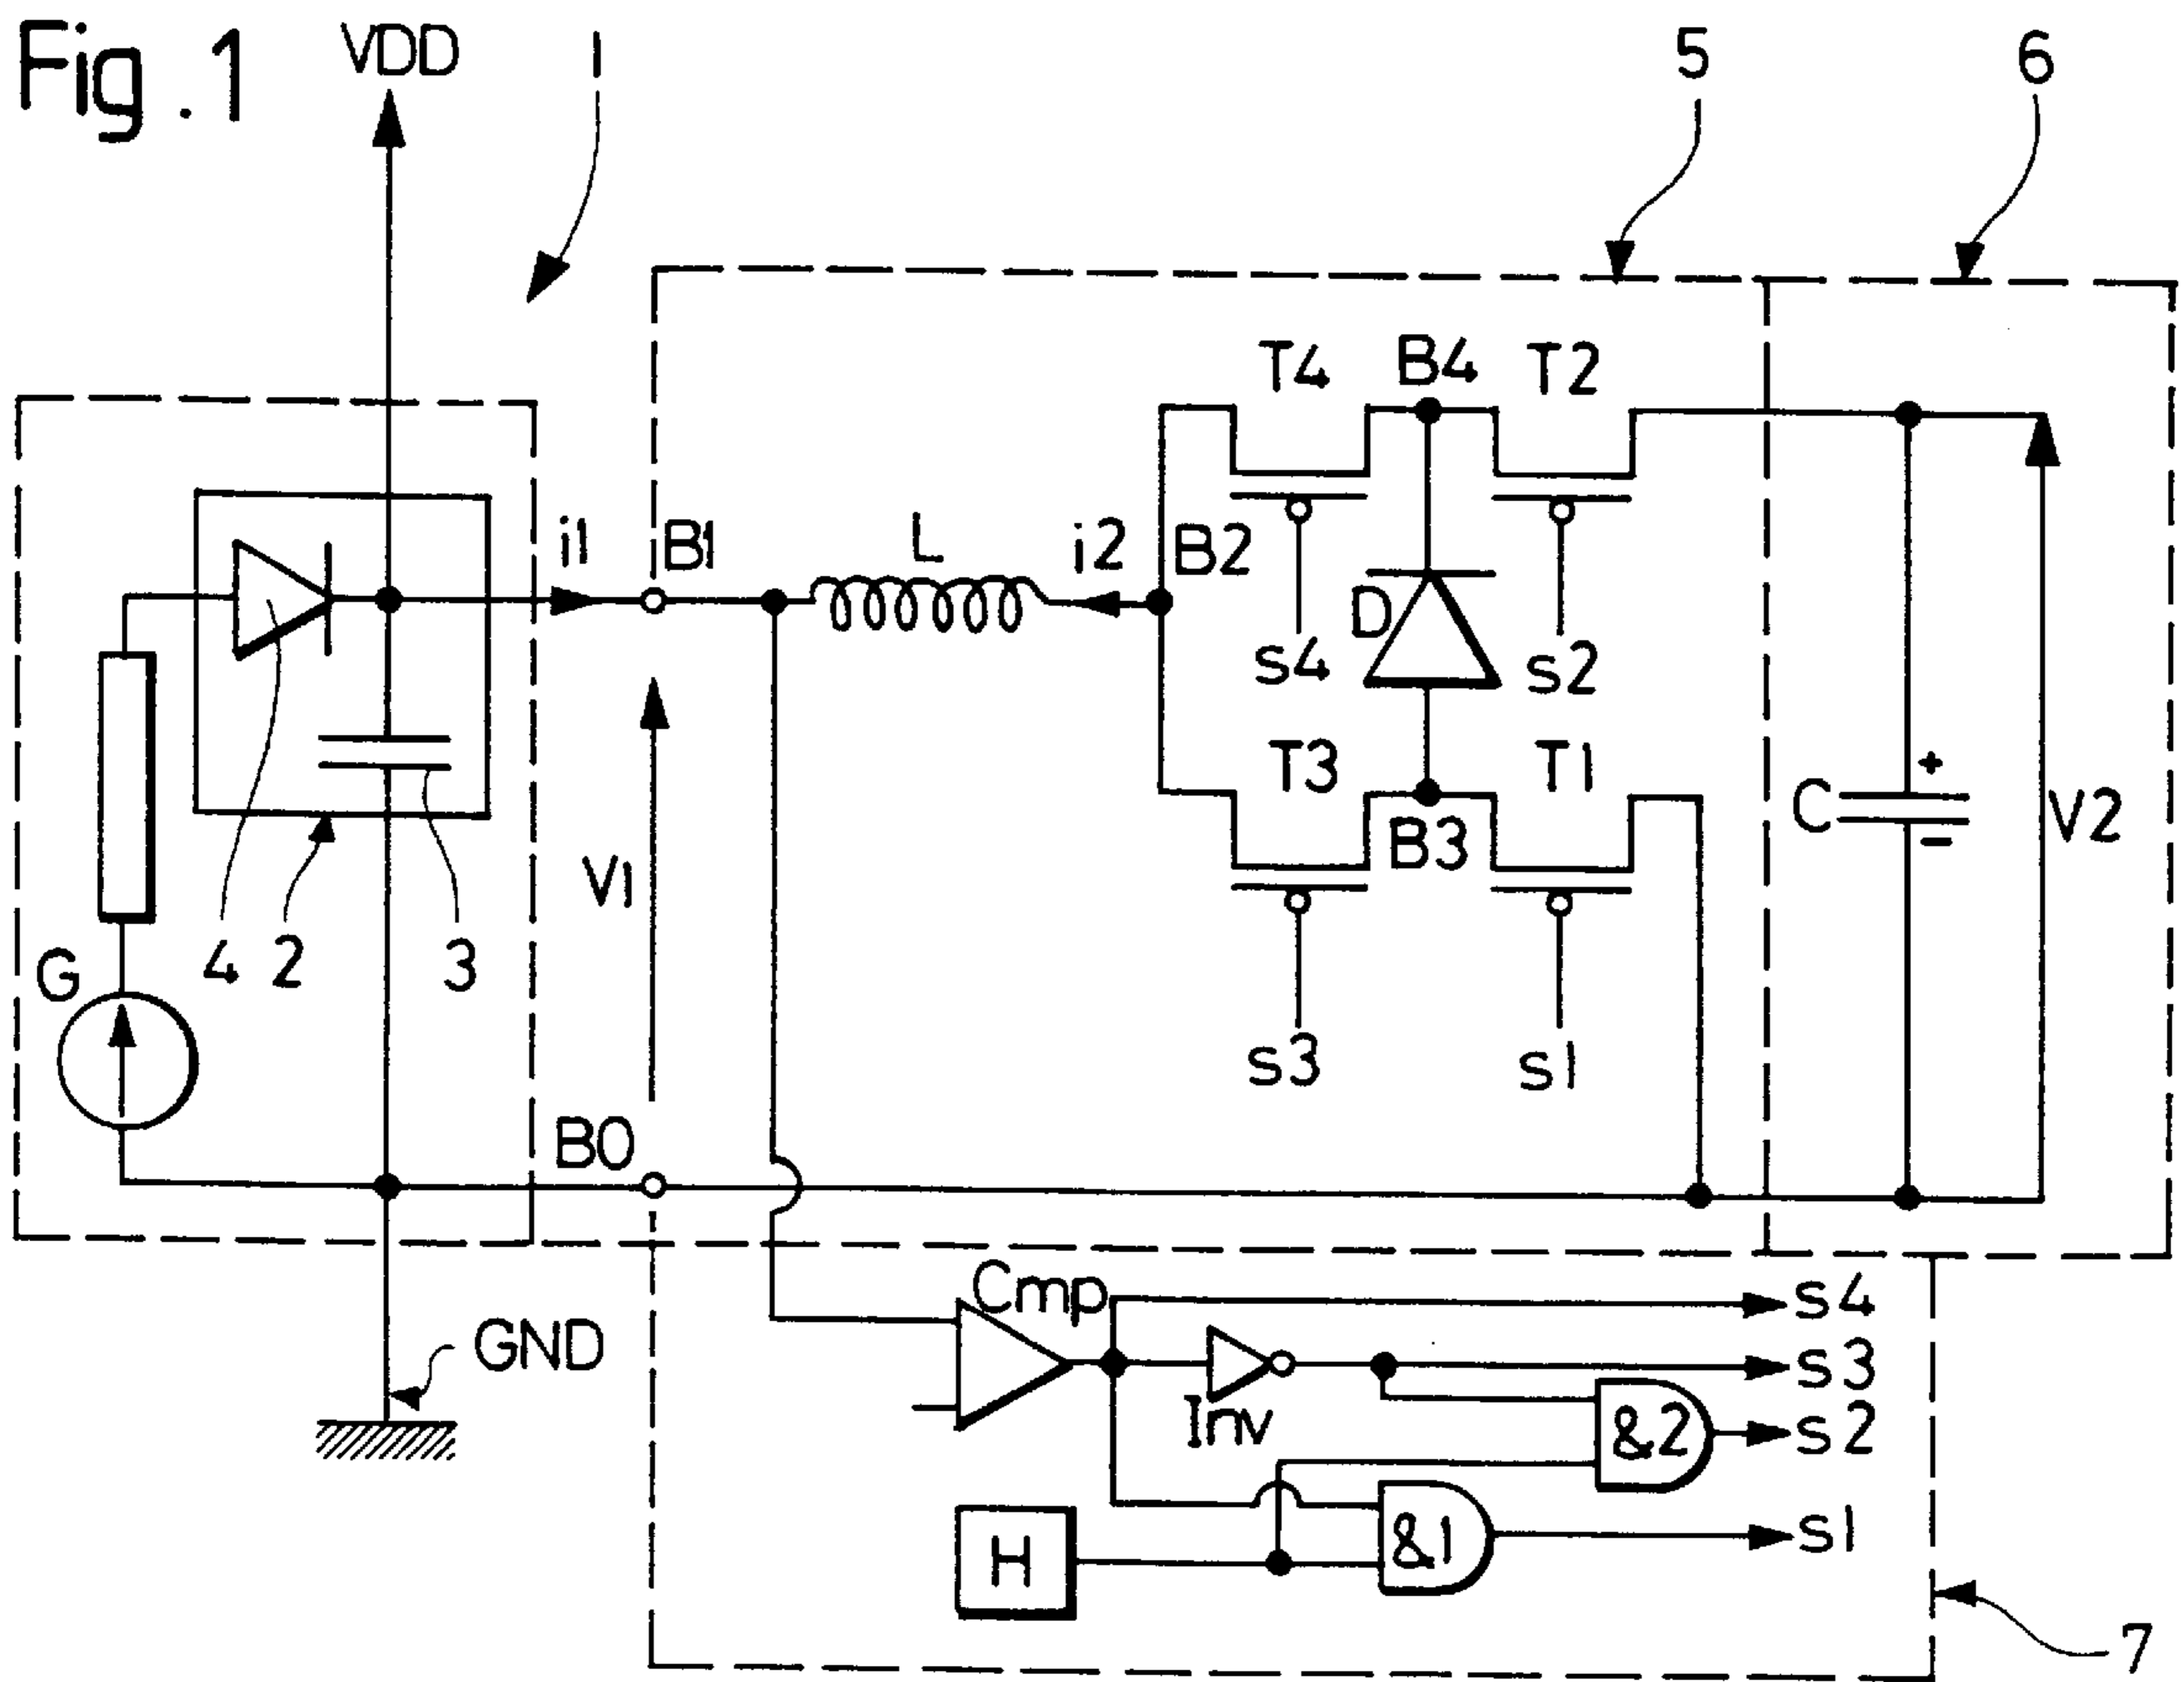 Fig.1
VDD
1
5
6
T4
B4
T2
i1
B1
L
i2
B2
D
s4
s2
T3
T1
C
+
-
V2
B3
V1
G
4
2
3
s3
s1
B0
Cmp
s4
GND
s3
Inv
&2
s2
H
&1
s1
7